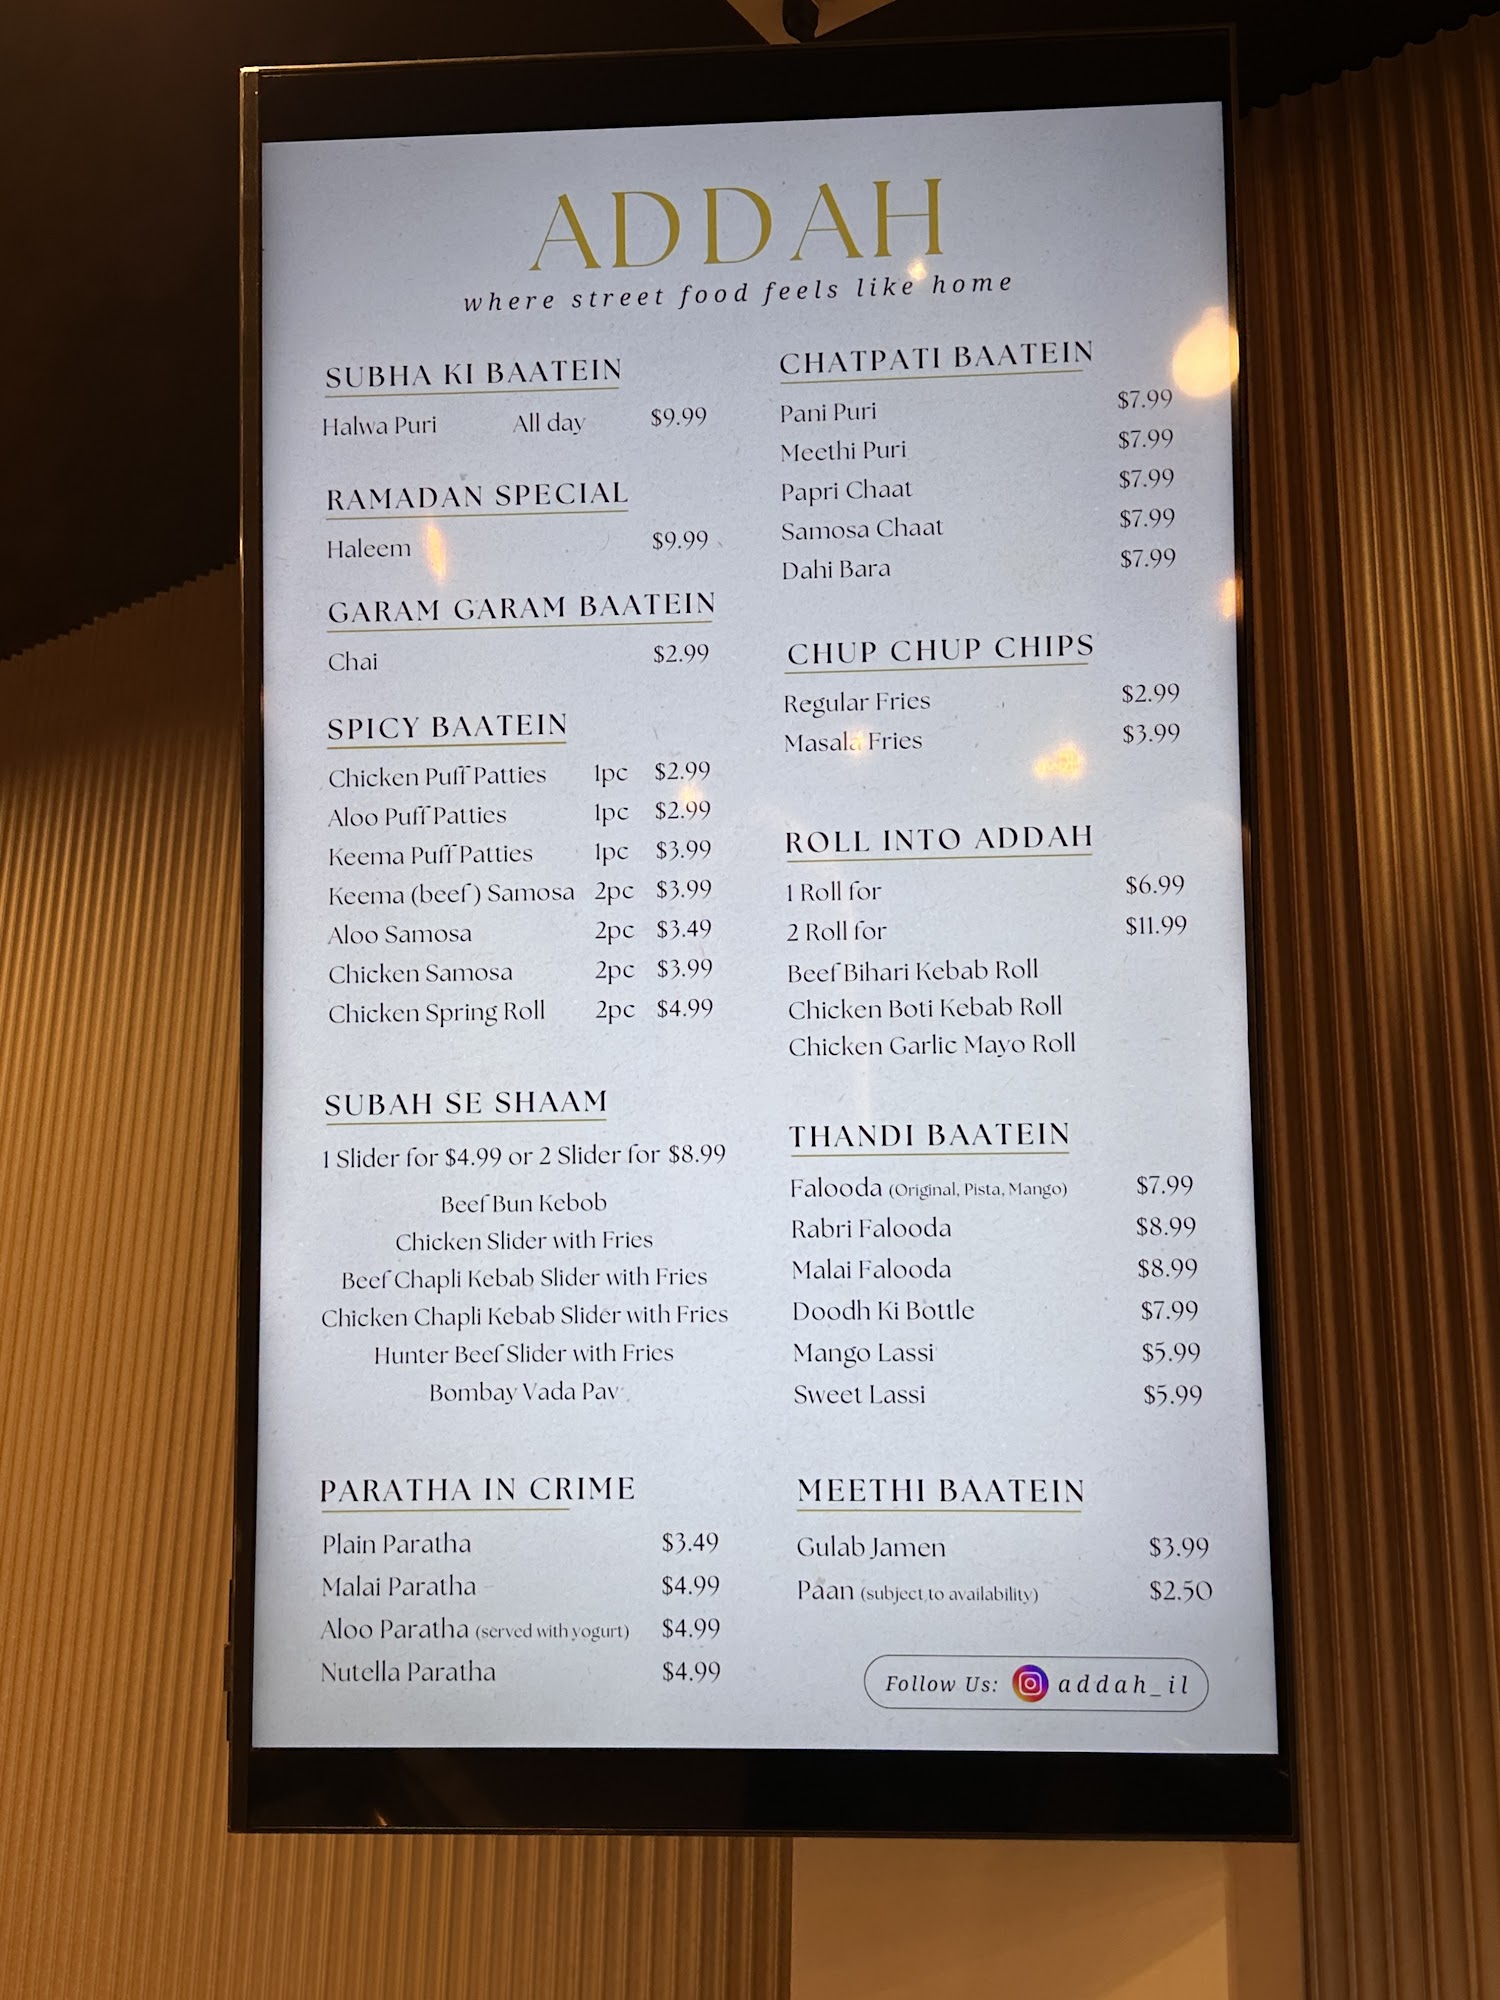 ADDAH
where street food feels like home
SUBHA KI BAATEIN
Halwa Puri All day $9.99
RAMADAN SPECIAL
Haleem $9.99
GARAM GARAM BAATEIN
Chai $2.99
SPICY BAATEIN
Chicken Puff Patties 1pc $2.99
Aloo Puff Patties 1pc $2.99
Keema Puff Patties 1pc $3.99
Keema (beef) Samosa 2pc $3.99
Aloo Samosa 2pc $3.49
Chicken Samosa 2pc $3.99
Chicken Spring Roll 2pc $4.99
SUBAH SE SHAAM
1 Slider for $4.99 or 2 Slider for $8.99
Beef Bun Kebob
Chicken Slider with Fries
Beef Chapli Kebab Slider with Fries
Chicken Chapli Kebab Slider with Fries
Hunter Beef Slider with Fries
Bombay Vada Pav
PARATHA IN CRIME
Plain Paratha $3.49
Malai Paratha $4.99
Aloo Paratha (served with yogurt) $4.99
Nutella Paratha $4.99
CHATPATI BAATEIN
Pani Puri $7.99
Meethi Puri $7.99
Papri Chaat $7.99
Samosa Chaat $7.99
Dahi Bara $7.99
CHUP CHUP CHIPS
Regular Fries $2.99
Masala Fries $3.99
ROLL INTO ADDAH
1 Roll for $6.99
2 Roll for $11.99
Beef Bihari Kebab Roll
Chicken Boti Kebab Roll
Chicken Garlic Mayo Roll
THANDI BAATEIN
Falooda (Original, Pista, Mango) $7.99
Rabri Falooda $8.99
Malai Falooda $8.99
Doodh Ki Bottle $7.99
Mango Lassi $5.99
Sweet Lassi $5.99
MEETHI BAATEIN
Gulab Jamen $3.99
Paan (subject to availability) $2.50
Follow Us: addah_il